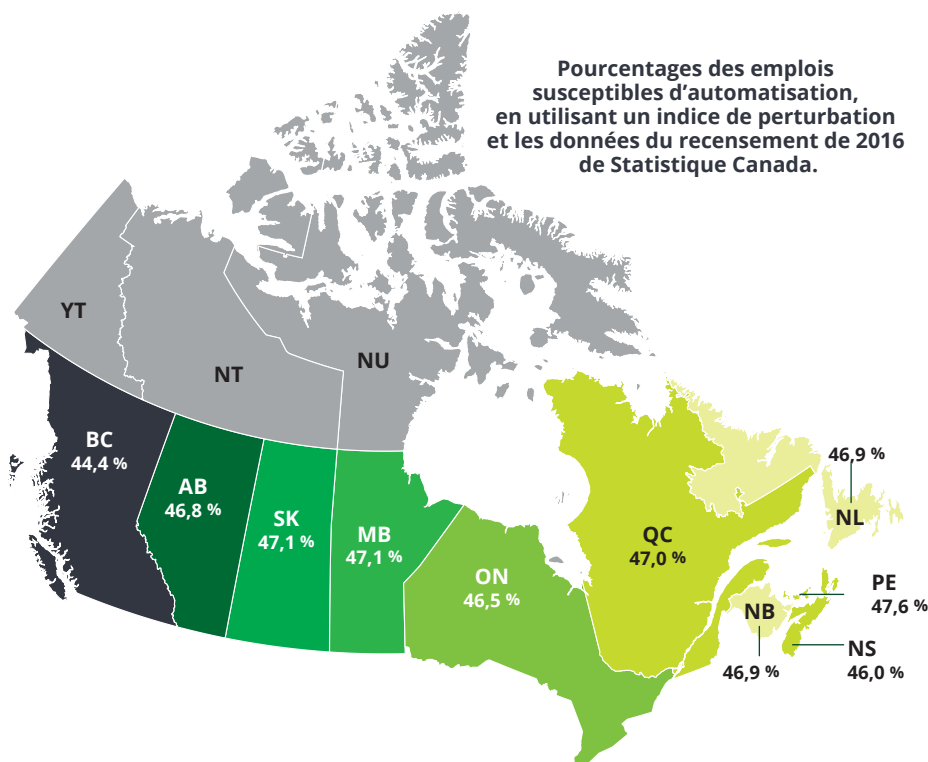 Pourcentages des emplois
susceptibles d’automatisation,
en utilisant un indice de perturbation
et les données du recensement de 2016
de Statistique Canada.
YT
NT
NU
BC
44,4 %
AB
46,8 %
SK
47,1 %
MB
47,1 %
ON
46,5 %
QC
47,0 %
46,9 %
NL
PE
47,6 %
NB
46,9 %
NS
46,0 %